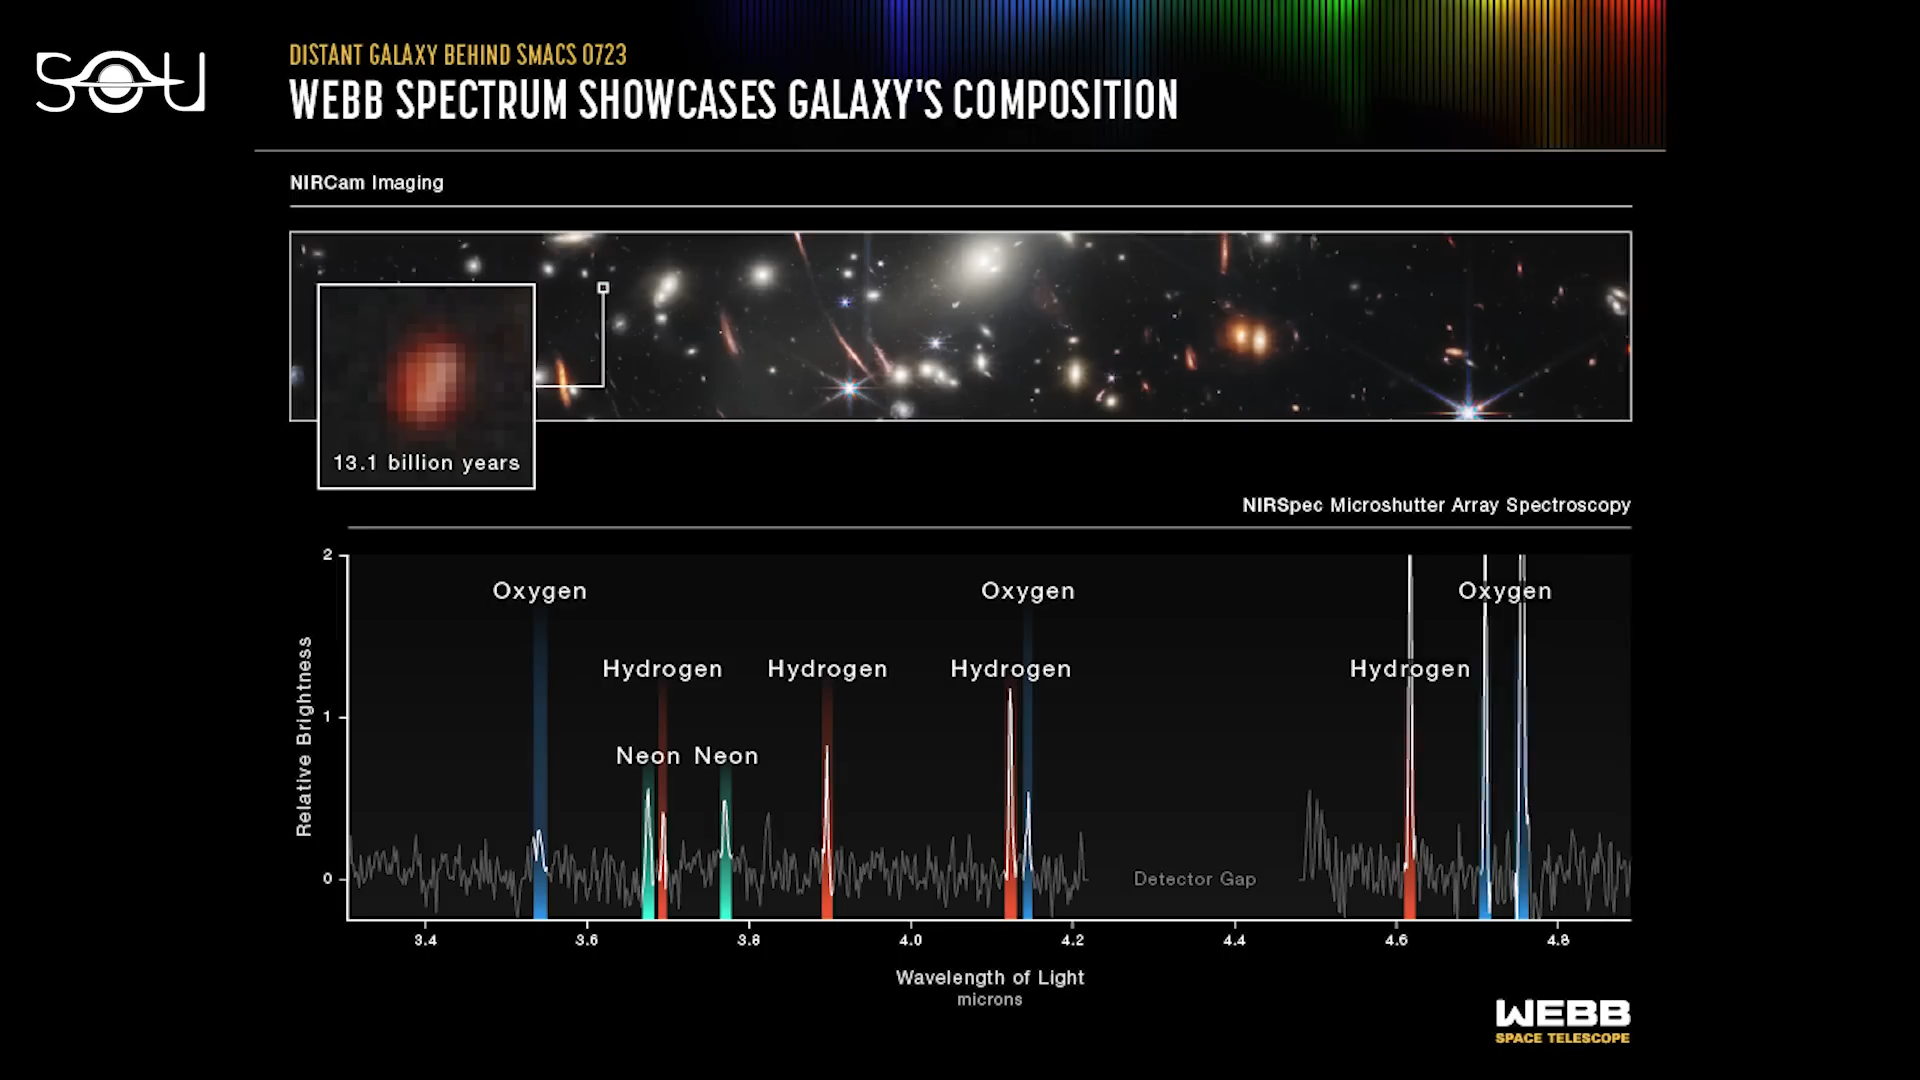 SOU
DISTANT GALAXY BEHIND SMACS 0723
WEBB SPECTRUM SHOWCASES GALAXY'S COMPOSITION
NIRCam Imaging
13.1 billion years
NIRSpec Microshutter Array Spectroscopy
2
Oxygen
Oxygen
Oxygen
Hydrogen
Hydrogen
Hydrogen
Hydrogen
1
Neon
Neon
Relative Brightness
0
Detector Gap
3.4
3.6
3.8
4.0
4.2
4.4
4.6
4.8
Wavelength of Light
microns
WEBB
SPACE TELESCOPE